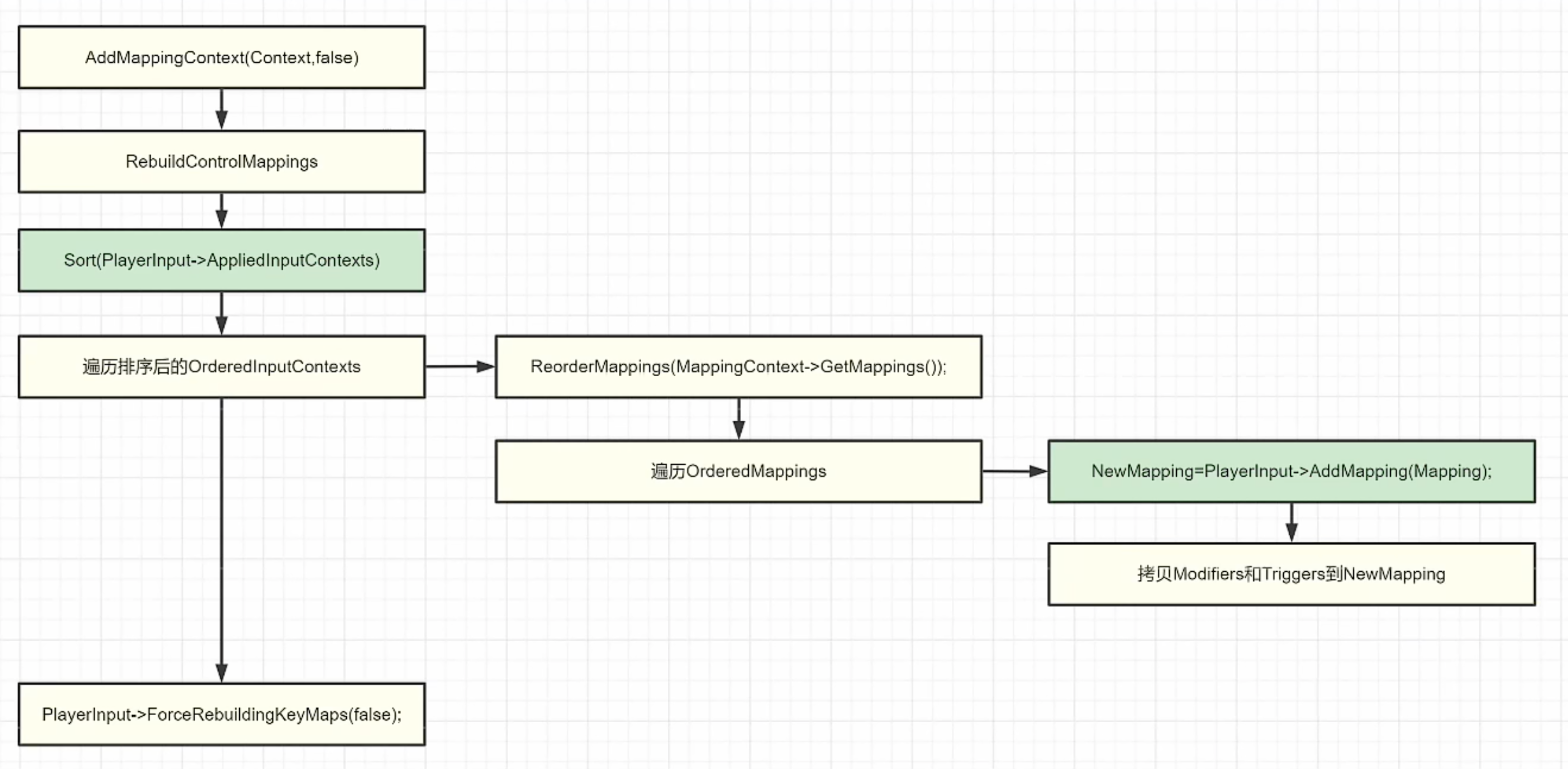 AddMappingContext(Context,false)
RebuildControlMappings
Sort(PlayerInput->AppliedInputContexts)
遍历排序后的OrderedInputContexts
ReorderMappings(MappingContext->GetMappings());
遍历OrderedMappings
NewMapping=PlayerInput->AddMapping(Mapping);
拷贝Modifiers和Triggers到NewMapping
PlayerInput->ForceRebuildingKeyMaps(false);